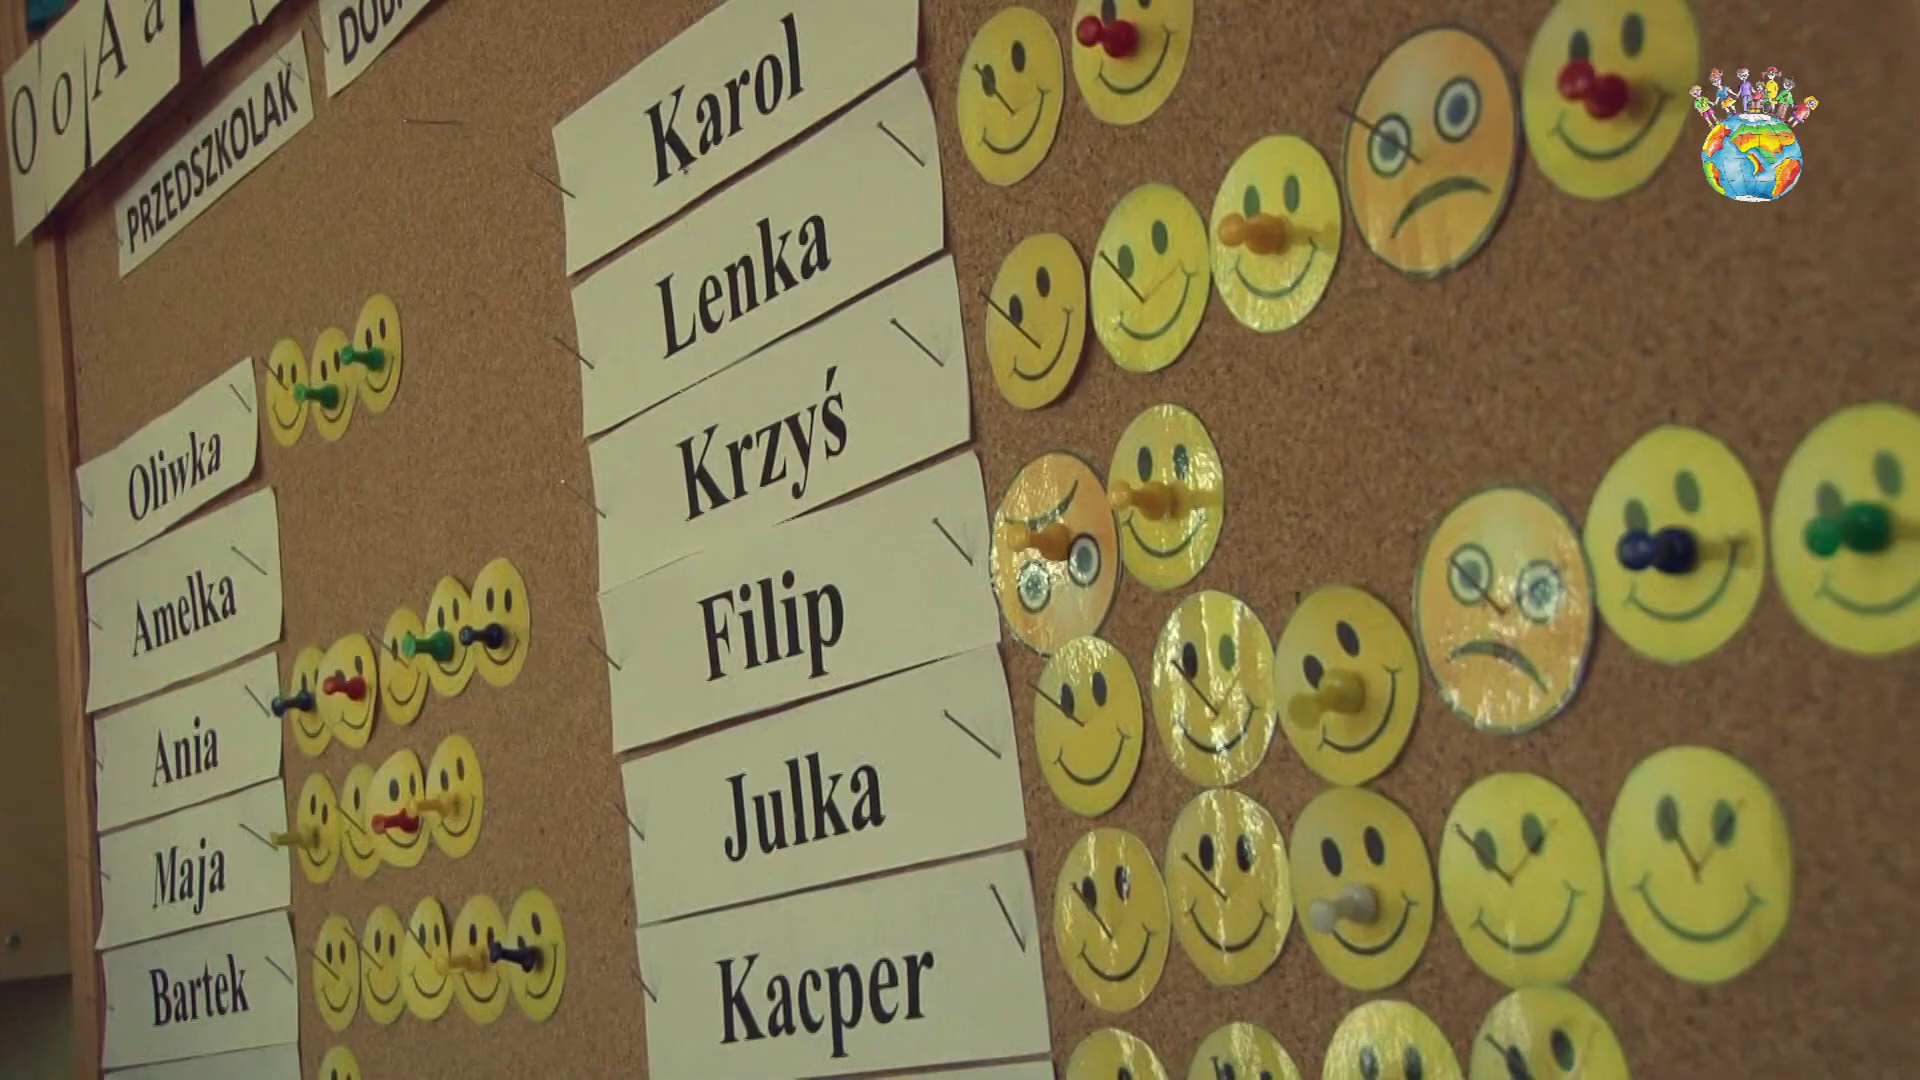 O o A a
PRZEDSZKOLAK
Oliwka
Amelka
Ania
Maja
Bartek
Karol
Lenka
Krzyś
Filip
Julka
Kacper